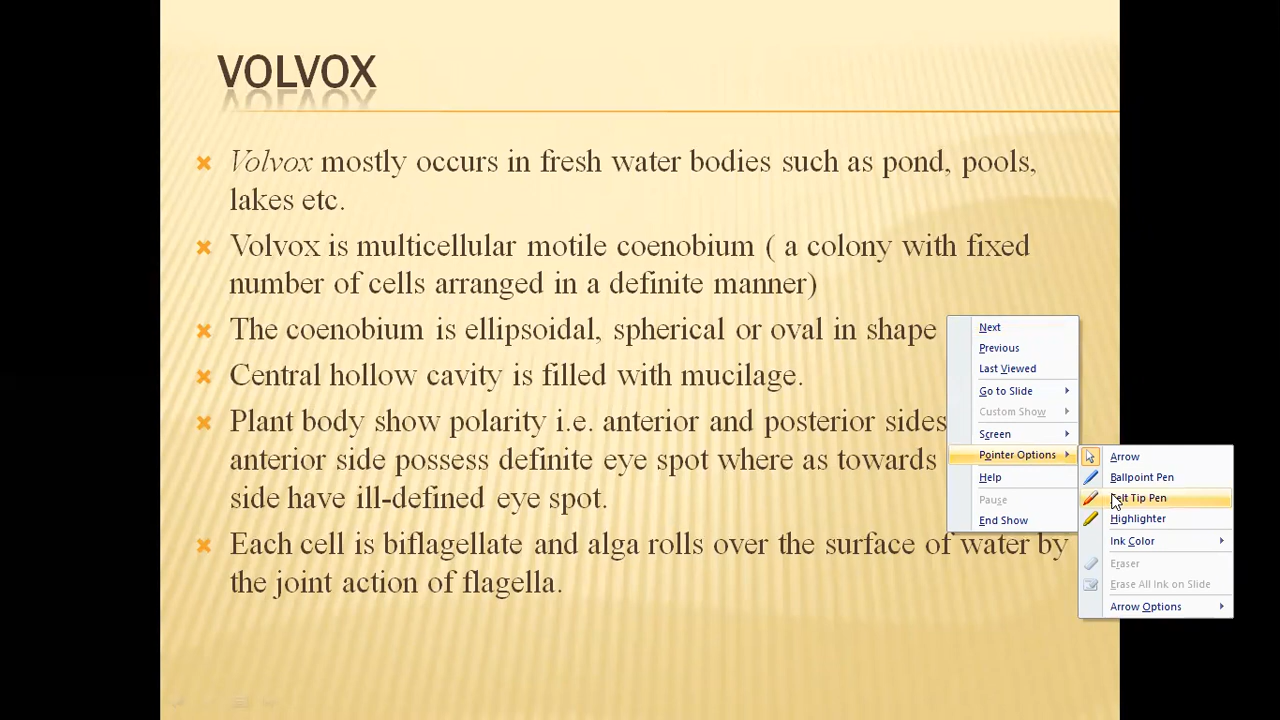 VOLVOX
Volvox mostly occurs in fresh water bodies such as pond, pools,
lakes etc.
Volvox is multicellular motile coenobium ( a colony with fixed
number of cells arranged in a definite manner)
The coenobium is ellipsoidal, spherical or oval in shape
Central hollow cavity is filled with mucilage.
Plant body show polarity i.e. anterior and posterior sides
anterior side possess definite eye spot where as towards
side have ill-defined eye spot.
Each cell is biflagellate and alga rolls over the surface of water by
the joint action of flagella.
Next
Previous
Last Viewed
Go to Slide
Custom Show
Screen
Pointer Options
Help
Pause
End Show
Arrow
Ballpoint Pen
Felt Tip Pen
Highlighter
Ink Color
Eraser
Erase All Ink on Slide
Arrow Options